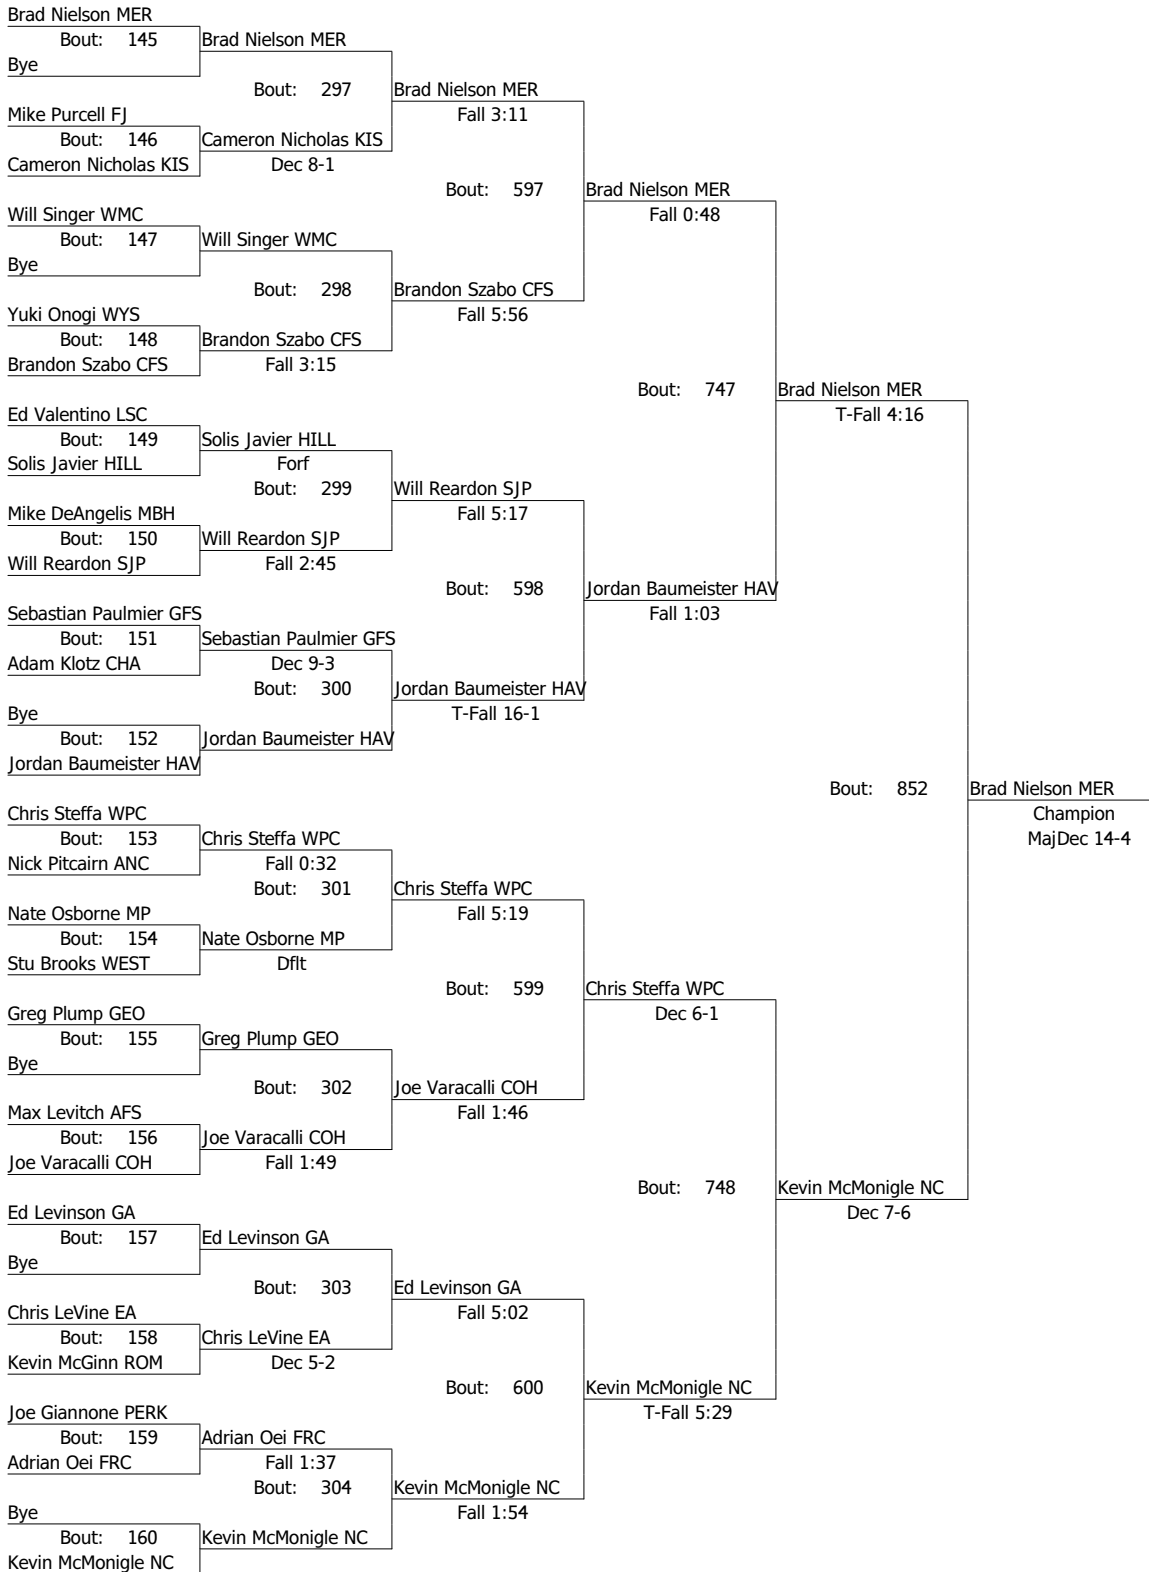 Brad Nielson MER
Bout: 145 Brad Nielson MER
Bye
Bout: 297 Brad Nielson MER
Mike Purcell FJ Fall 3:11
Bout: 146 Cameron Nicholas KIS
Cameron Nicholas KIS Dec 8-1
Bout: 597 Brad Nielson MER
Will Singer WMC Fall 0:48
Bout: 147 Will Singer WMC
Bye
Bout: 298 Brandon Szabo CFS
Yuki Onogi WYS Fall 5:56
Bout: 148 Brandon Szabo CFS
Brandon Szabo CFS Fall 3:15
Bout: 747 Brad Nielson MER
Ed Valentino LSC T-Fall 4:16
Bout: 149 Solis Javier HILL
Solis Javier HILL Forf
Bout: 299 Will Reardon SJP
Mike DeAngelis MBH Fall 5:17
Bout: 150 Will Reardon SJP
Will Reardon SJP Fall 2:45
Bout: 598 Jordan Baumeister HAV
Sebastian Paulmier GFS Fall 1:03
Bout: 151 Sebastian Paulmier GFS
Adam Klotz CHA Dec 9-3
Bout: 300 Jordan Baumeister HAV
Bye T-Fall 16-1
Bout: 152 Jordan Baumeister HAV
Jordan Baumeister HAV
Bout: 852 Brad Nielson MER
Chris Steffa WPC Champion
Bout: 153 Chris Steffa WPC MajDec 14-4
Nick Pitcairn ANC Fall 0:32
Bout: 301 Chris Steffa WPC
Nate Osborne MP Fall 5:19
Bout: 154 Nate Osborne MP
Stu Brooks WEST Dflt
Bout: 599 Chris Steffa WPC
Greg Plump GEO Dec 6-1
Bout: 155 Greg Plump GEO
Bye
Bout: 302 Joe Varacalli COH
Max Levitch AFS Fall 1:46
Bout: 156 Joe Varacalli COH
Joe Varacalli COH Fall 1:49
Bout: 748 Kevin McMonigle NC
Ed Levinson GA Dec 7-6
Bout: 157 Ed Levinson GA
Bye
Bout: 303 Ed Levinson GA
Chris LeVine EA Fall 5:02
Bout: 158 Chris LeVine EA
Kevin McGinn ROM Dec 5-2
Bout: 600 Kevin McMonigle NC
Joe Giannone PERK T-Fall 5:29
Bout: 159 Adrian Oei FRC
Adrian Oei FRC Fall 1:37
Bout: 304 Kevin McMonigle NC
Bye Fall 1:54
Bout: 160 Kevin McMonigle NC
Kevin McMonigle NC